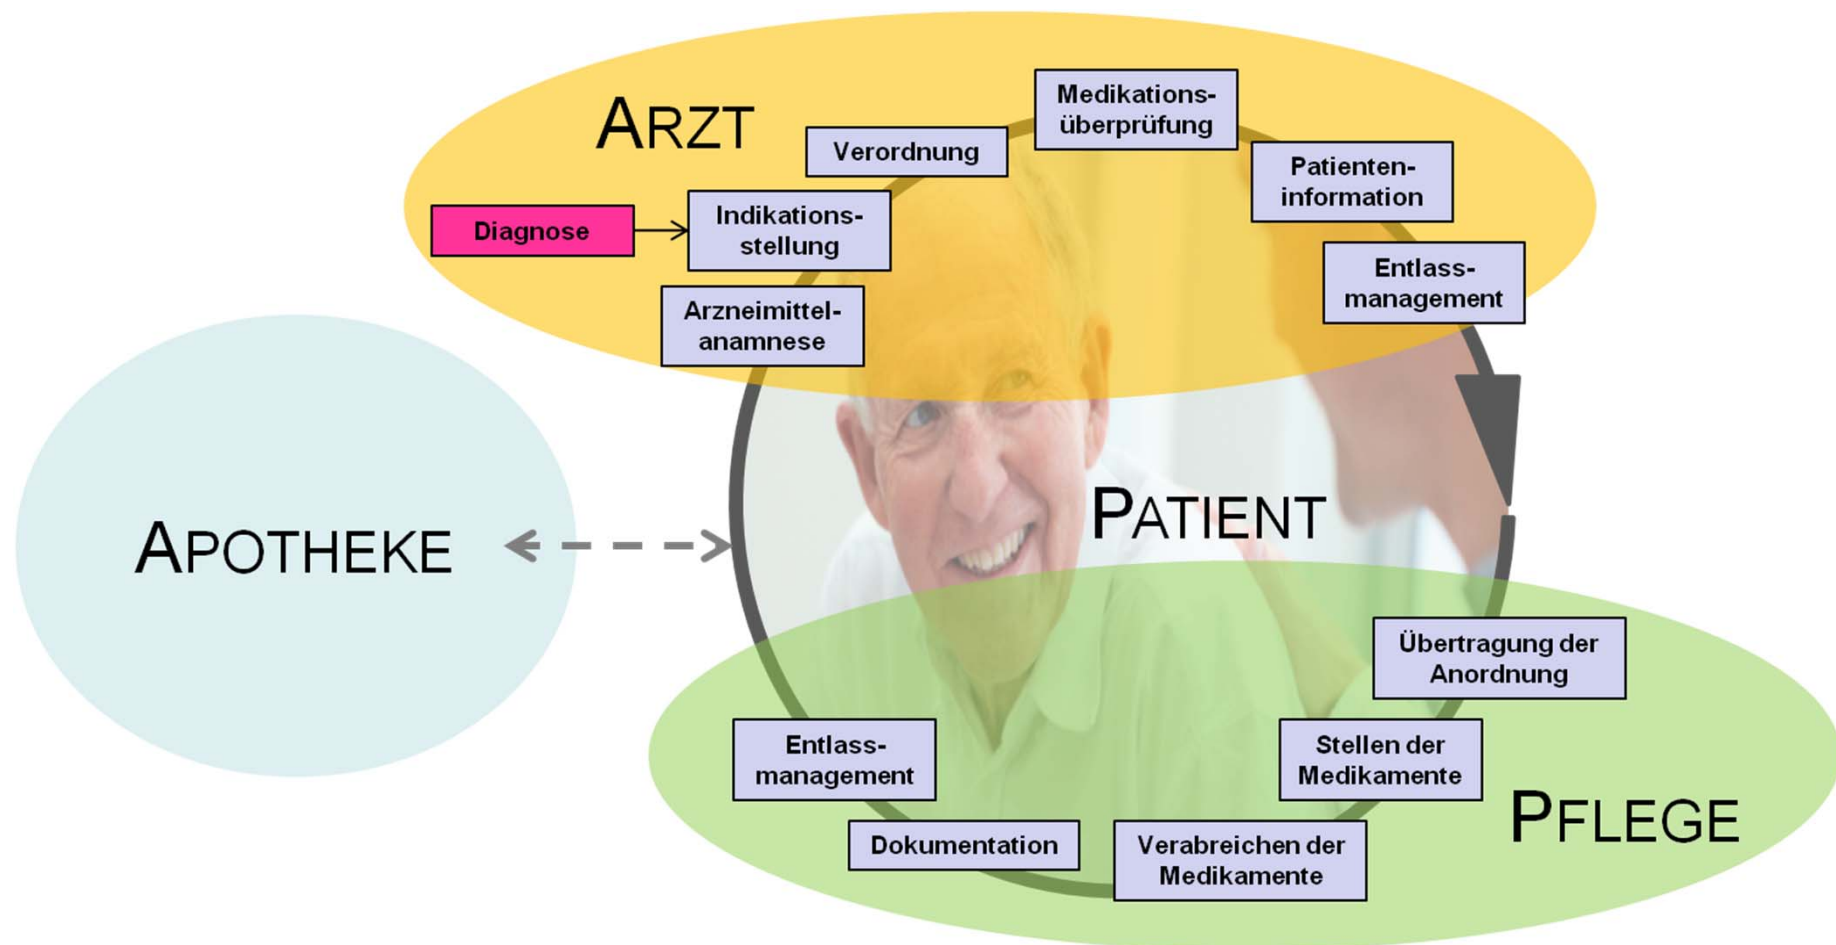 ARZT
Medikations-
überprüfung
Verordnung
Patienten-
information
Indikations-
stellung
Diagnose
Entlass-
management
Arzneimittel-
anamnese
APOTHEKE
PATIENT
Übertragung der
Anordnung
Entlass-
management
Stellen der
Medikamente
PFLEGE
Dokumentation
Verabreichen der
Medikamente